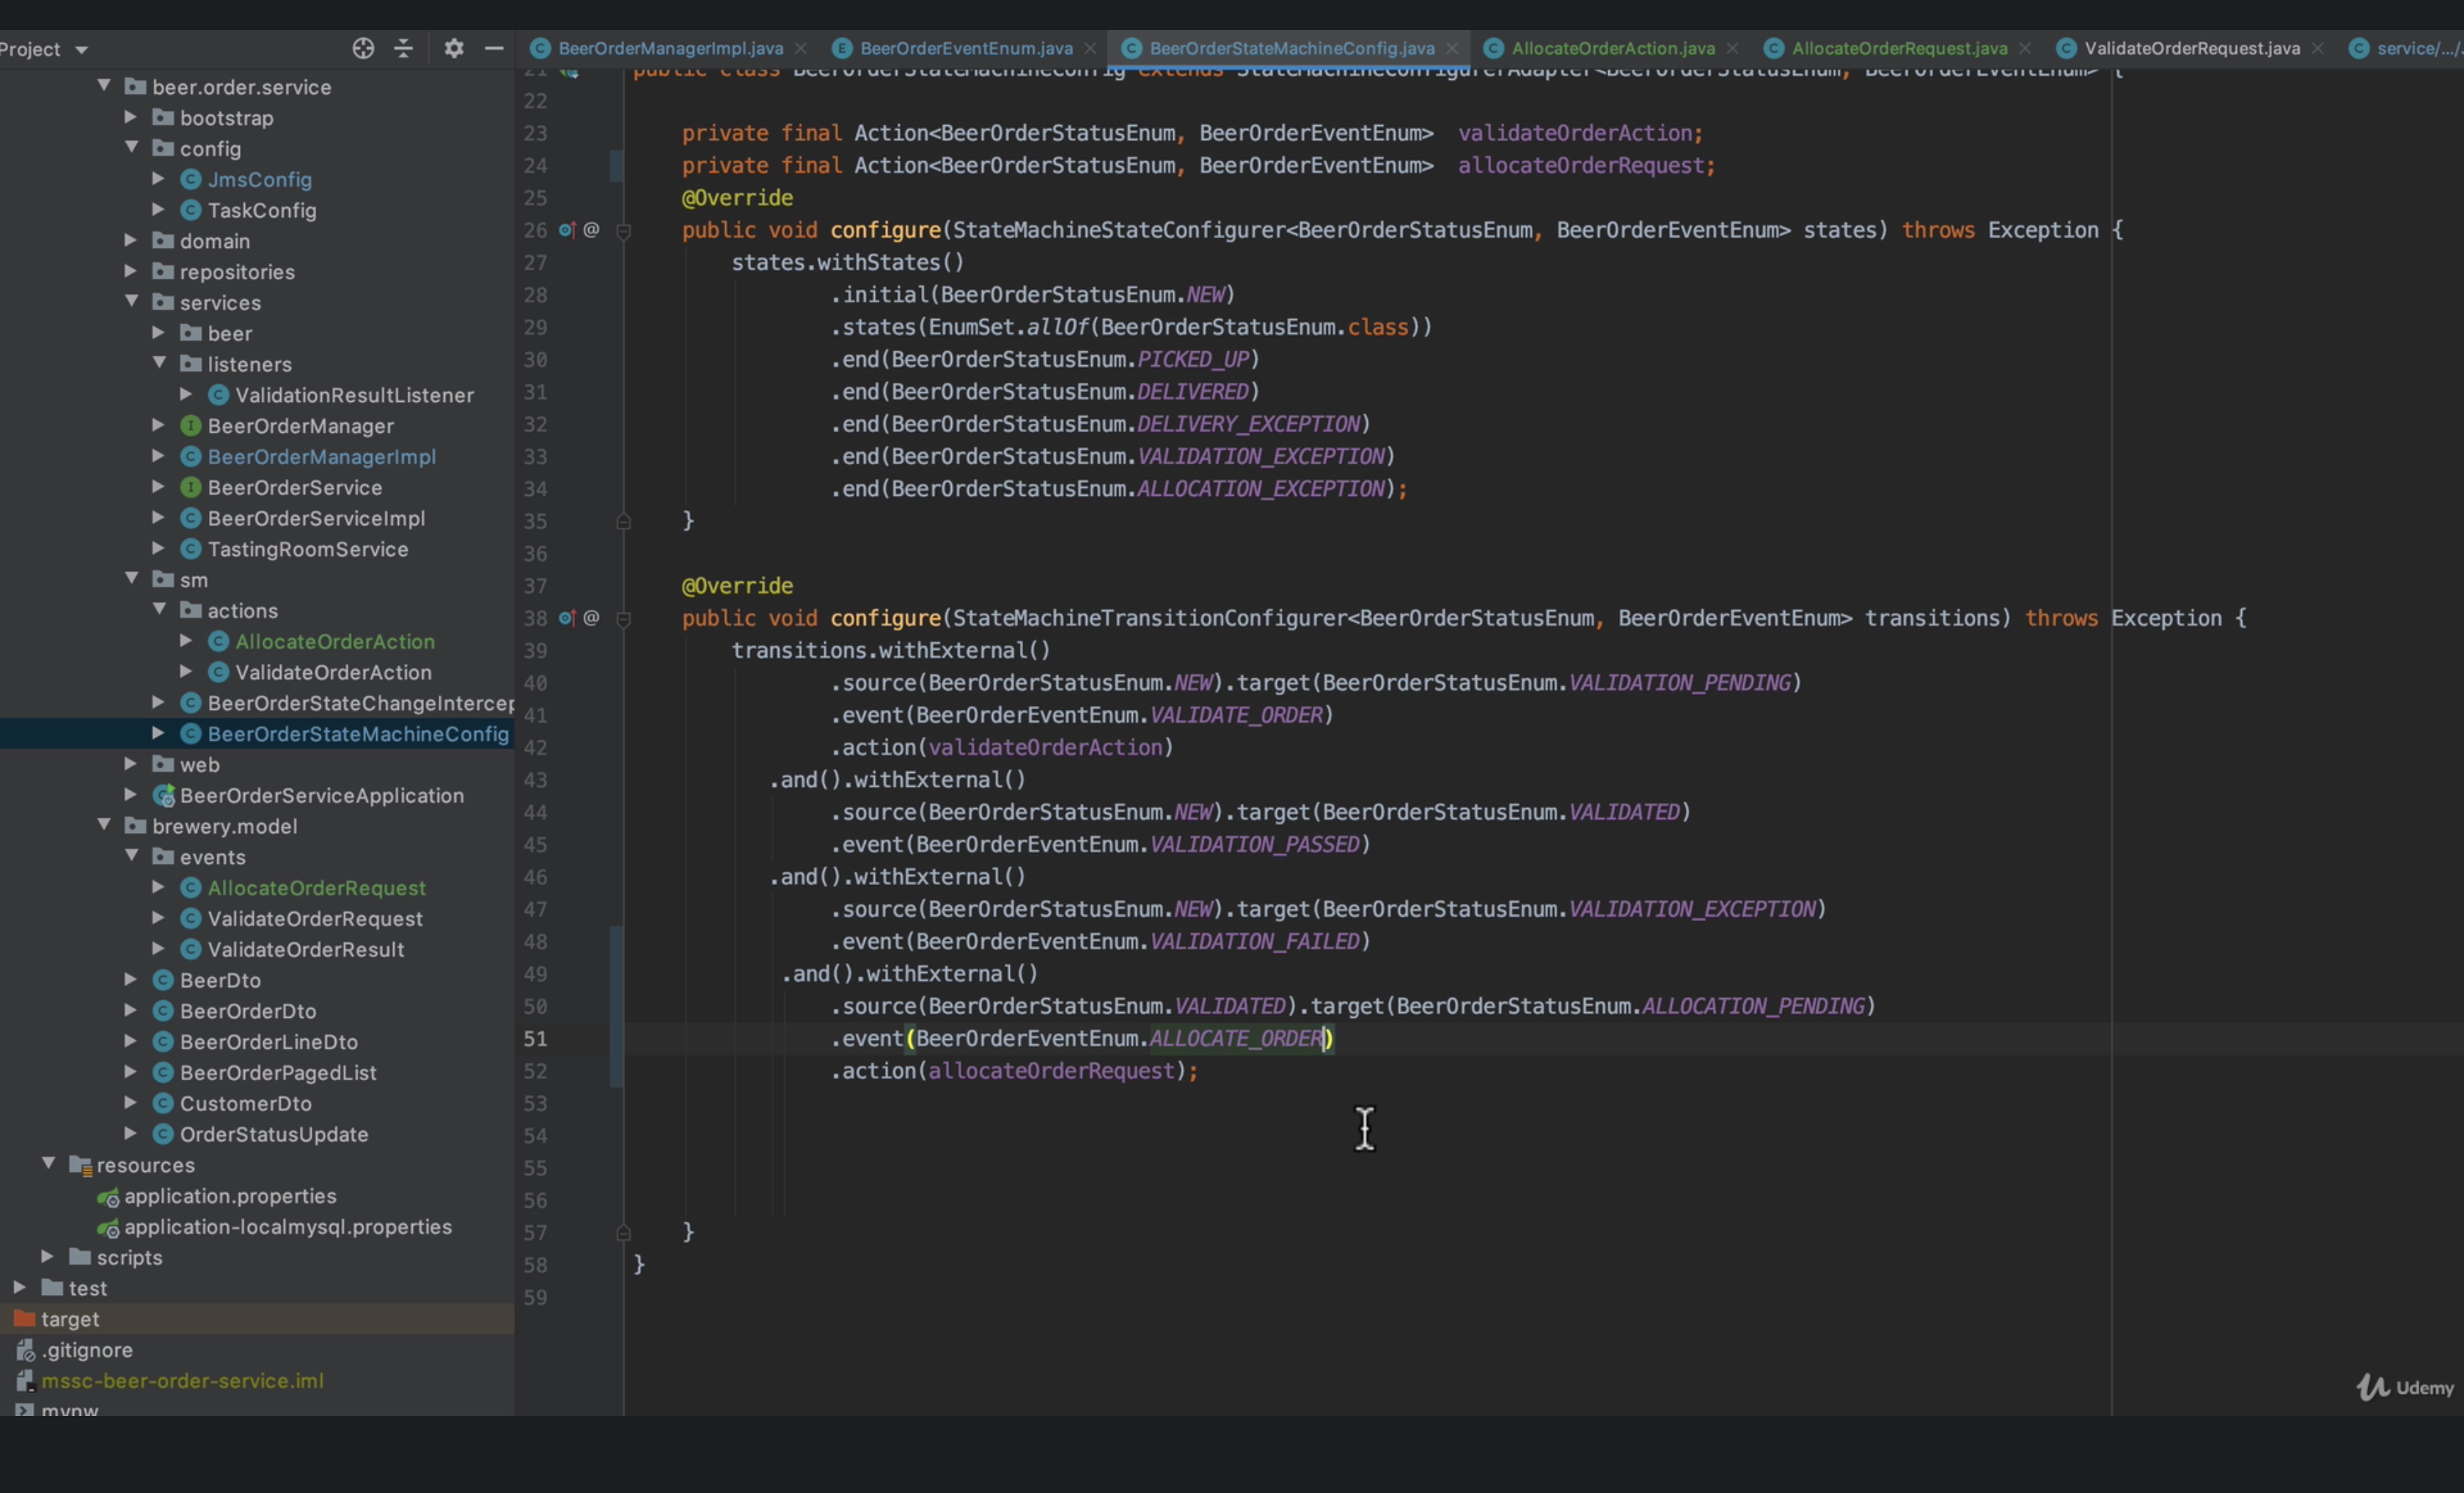 Project
BeerOrderManagerImpl.java
BeerOrderEventEnum.java
BeerOrderStateMachineConfig.java
AllocateOrderAction.java
AllocateOrderRequest.java
ValidateOrderRequest.java
service/.../
beer.order.service
bootstrap
config
JmsConfig
TaskConfig
domain
repositories
services
beer
listeners
ValidationResultListener
BeerOrderManager
BeerOrderManagerImpl
BeerOrderService
BeerOrderServiceImpl
TastingRoomService
sm
actions
AllocateOrderAction
ValidateOrderAction
BeerOrderStateChangeIntercep
BeerOrderStateMachineConfig
web
BeerOrderServiceApplication
brewery.model
events
AllocateOrderRequest
ValidateOrderRequest
ValidateOrderResult
BeerDto
BeerOrderDto
BeerOrderLineDto
BeerOrderPagedList
CustomerDto
OrderStatusUpdate
resources
application.properties
application-localmysql.properties
scripts
test
target
.gitignore
mssc-beer-order-service.iml
mvnw
21 public class BeerOrderStateMachineConfig extends StateMachineConfigurerAdapter<BeerOrderStatusEnum, BeerOrderEventEnum> {
22
23 private final Action<BeerOrderStatusEnum, BeerOrderEventEnum> validateOrderAction;
24 private final Action<BeerOrderStatusEnum, BeerOrderEventEnum> allocateOrderRequest;
25 @Override
26 @ public void configure(StateMachineStateConfigurer<BeerOrderStatusEnum, BeerOrderEventEnum> states) throws Exception {
27 states.withStates()
28 .initial(BeerOrderStatusEnum.NEW)
29 .states(EnumSet.allOf(BeerOrderStatusEnum.class))
30 .end(BeerOrderStatusEnum.PICKED_UP)
31 .end(BeerOrderStatusEnum.DELIVERED)
32 .end(BeerOrderStatusEnum.DELIVERY_EXCEPTION)
33 .end(BeerOrderStatusEnum.VALIDATION_EXCEPTION)
34 .end(BeerOrderStatusEnum.ALLOCATION_EXCEPTION);
35 }
36
37 @Override
38 @ public void configure(StateMachineTransitionConfigurer<BeerOrderStatusEnum, BeerOrderEventEnum> transitions) throws Exception {
39 transitions.withExternal()
40 .source(BeerOrderStatusEnum.NEW).target(BeerOrderStatusEnum.VALIDATION_PENDING)
41 .event(BeerOrderEventEnum.VALIDATE_ORDER)
42 .action(validateOrderAction)
43 .and().withExternal()
44 .source(BeerOrderStatusEnum.NEW).target(BeerOrderStatusEnum.VALIDATED)
45 .event(BeerOrderEventEnum.VALIDATION_PASSED)
46 .and().withExternal()
47 .source(BeerOrderStatusEnum.NEW).target(BeerOrderStatusEnum.VALIDATION_EXCEPTION)
48 .event(BeerOrderEventEnum.VALIDATION_FAILED)
49 .and().withExternal()
50 .source(BeerOrderStatusEnum.VALIDATED).target(BeerOrderStatusEnum.ALLOCATION_PENDING)
51 .event(BeerOrderEventEnum.ALLOCATE_ORDER)
52 .action(allocateOrderRequest);
53
54
55
56
57 }
58 }
59
Udemy